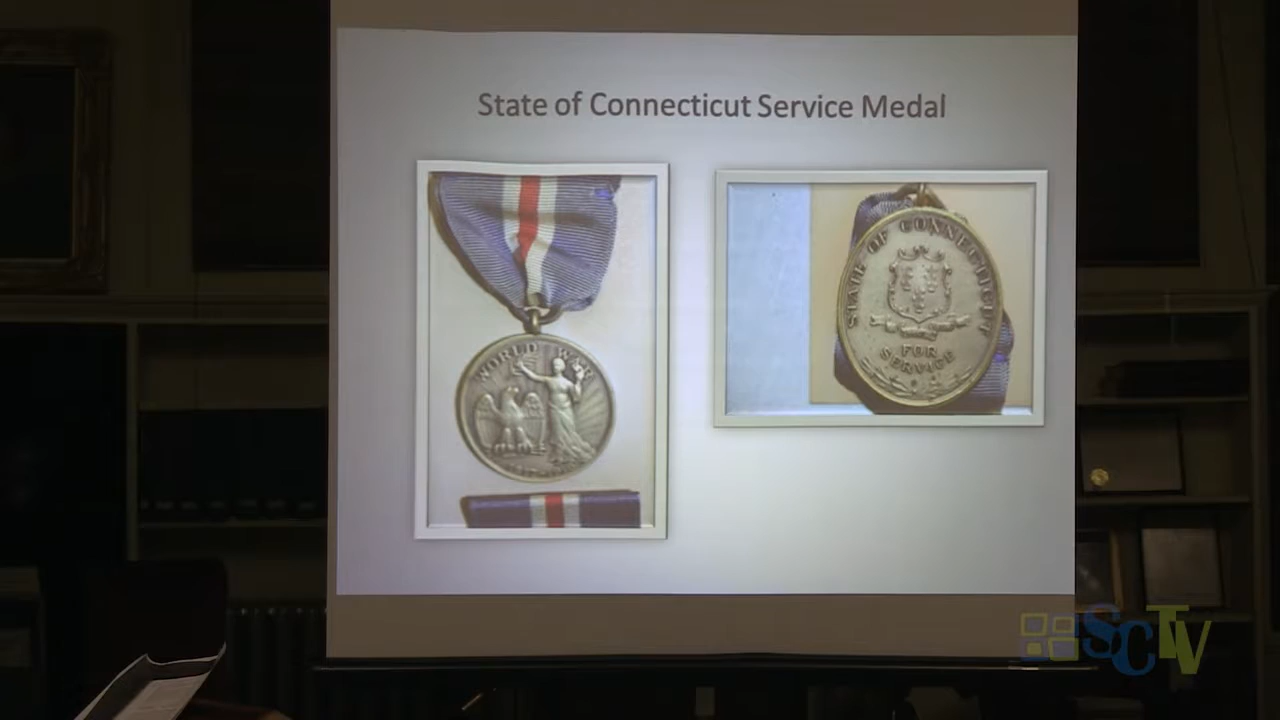 State of Connecticut Service Medal
WORLD WAR
STATE OF CONNECTICUT
FOR
SERVICE
SCTV